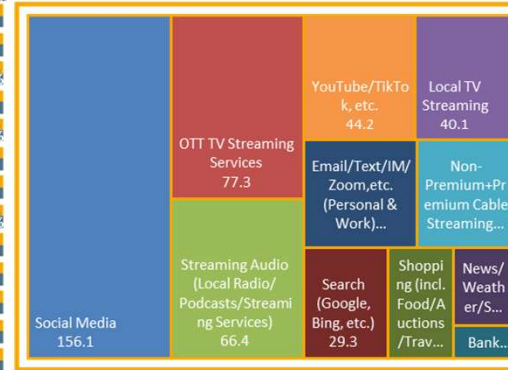 Social Media
156.1
OTT TV Streaming
Services
77.3
Streaming Audio
(Local Radio/
Podcasts/Streami
ng Services)
66.4
YouTube/TikTo
k, etc.
44.2
Local TV
Streaming
40.1
Email/Text/IM/
Zoom,etc.
(Personal &
Work)...
Non-
Premium+Pr
emium Cable
Streaming...
Search
(Google,
Bing, etc.)
29.3
Shoppi
ng (incl.
Food/A
uctions
/Trav...
News/
Weath
er/S...
Bank...